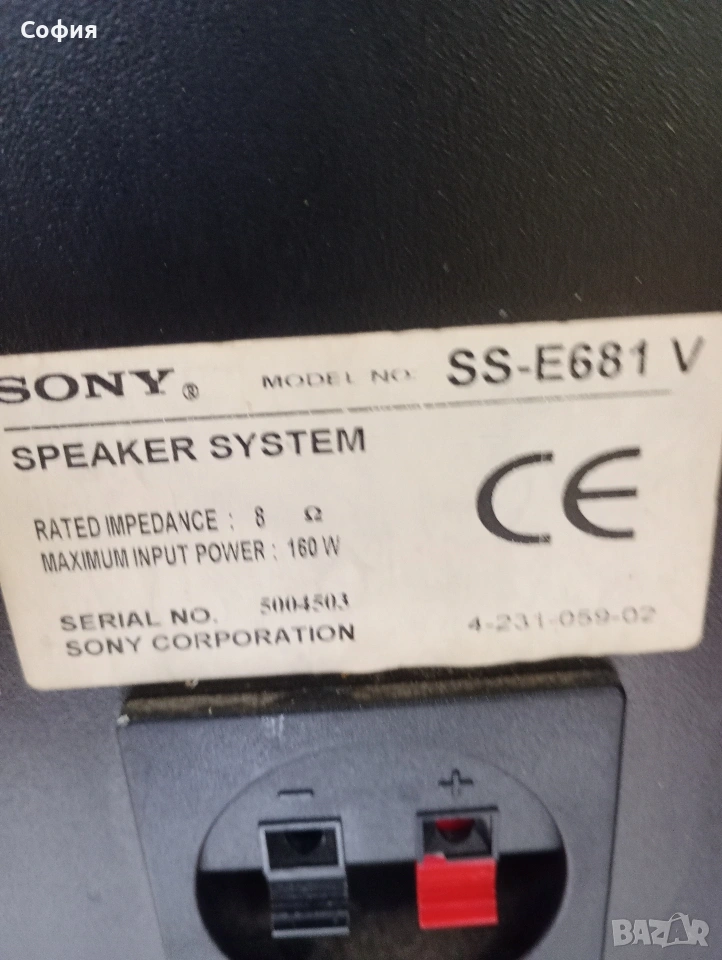 София
SONY® MODEL NO. SS-E681 V
SPEAKER SYSTEM
CE
RATED IMPEDANCE : 8 Ω
MAXIMUM INPUT POWER : 160 W
SERIAL NO. 5004503
SONY CORPORATION 4-231-059-02
- +
BAZAR